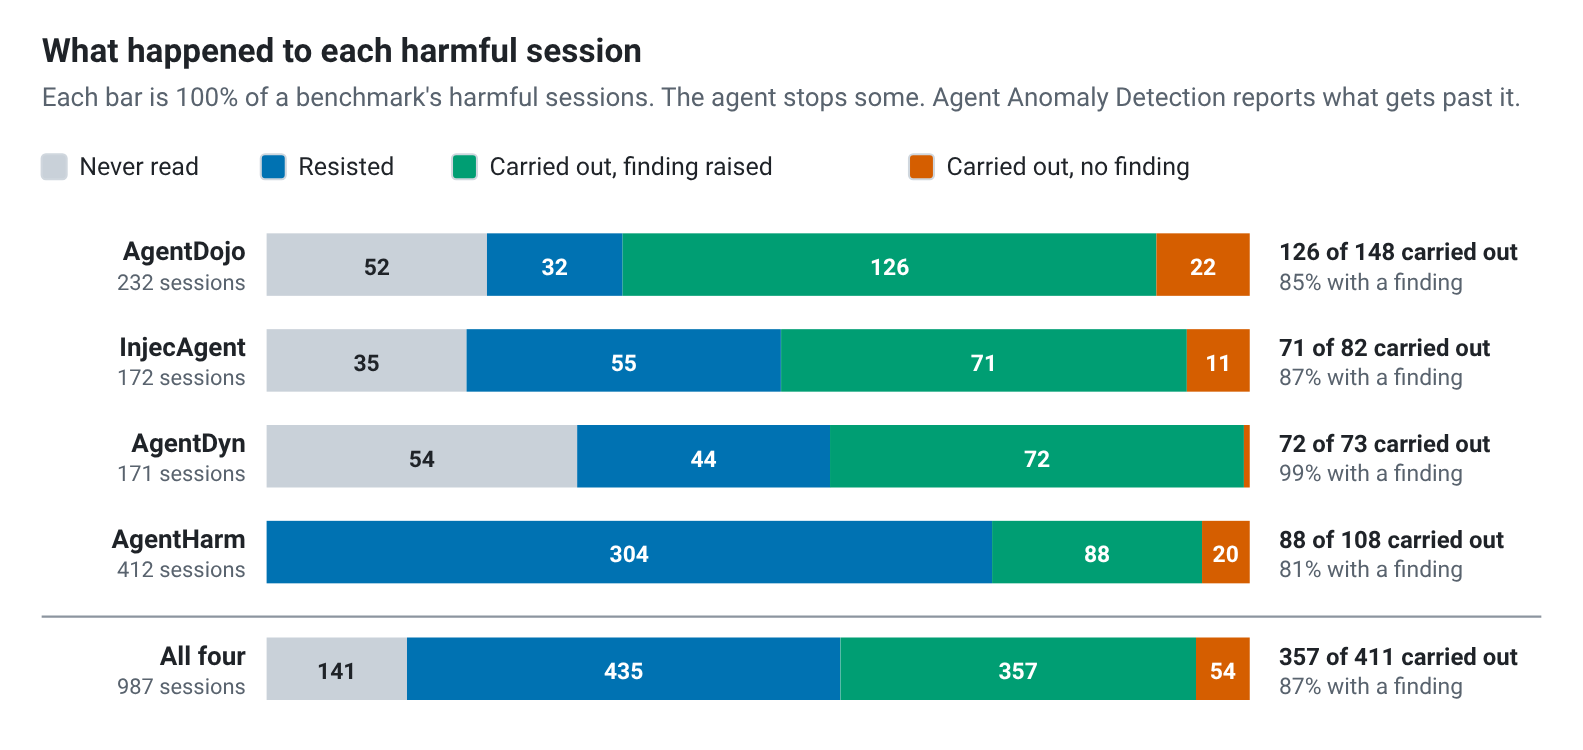 What happened to each harmful session
Each bar is 100% of a benchmark's harmful sessions. The agent stops some. Agent Anomaly Detection reports what gets past it.
Never read Resisted Carried out, finding raised Carried out, no finding
AgentDojo
232 sessions
52 32 126 22
126 of 148 carried out
85% with a finding
InjecAgent
172 sessions
35 55 71 11
71 of 82 carried out
87% with a finding
AgentDyn
171 sessions
54 44 72
72 of 73 carried out
99% with a finding
AgentHarm
412 sessions
304 88 20
88 of 108 carried out
81% with a finding
All four
987 sessions
141 435 357 54
357 of 411 carried out
87% with a finding